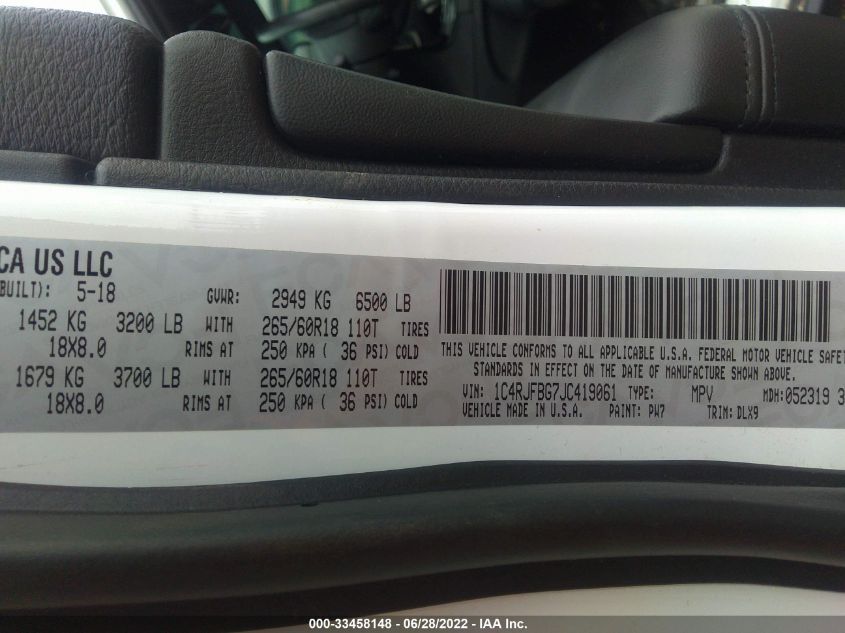 CA US LLC
BUILT): 5-18 GVWR: 2949 KG 6500 LB
1452 KG 3200 LB WITH 265/60R18 110T TIRES
18X8.0 RIMS AT 250 KPA ( 36 PSI) COLD
1679 KG 3700 LB WITH 265/60R18 110T TIRES
18X8.0 RIMS AT 250 KPA ( 36 PSI) COLD
THIS VEHICLE CONFORMS TO ALL APPLICABLE U.S.A. FEDERAL MOTOR VEHICLE SAFET
STANDARDS IN EFFECT ON THE DATE OF MANUFACTURE SHOWN ABOVE.
VIN: 1C4RJFBG7JC419061 TYPE: MPV MDH: 052319 3
VEHICLE MADE IN U.S.A. PAINT: PW7 TRIM: DLX9
000-33458148 - 06/28/2022 - IAA Inc.